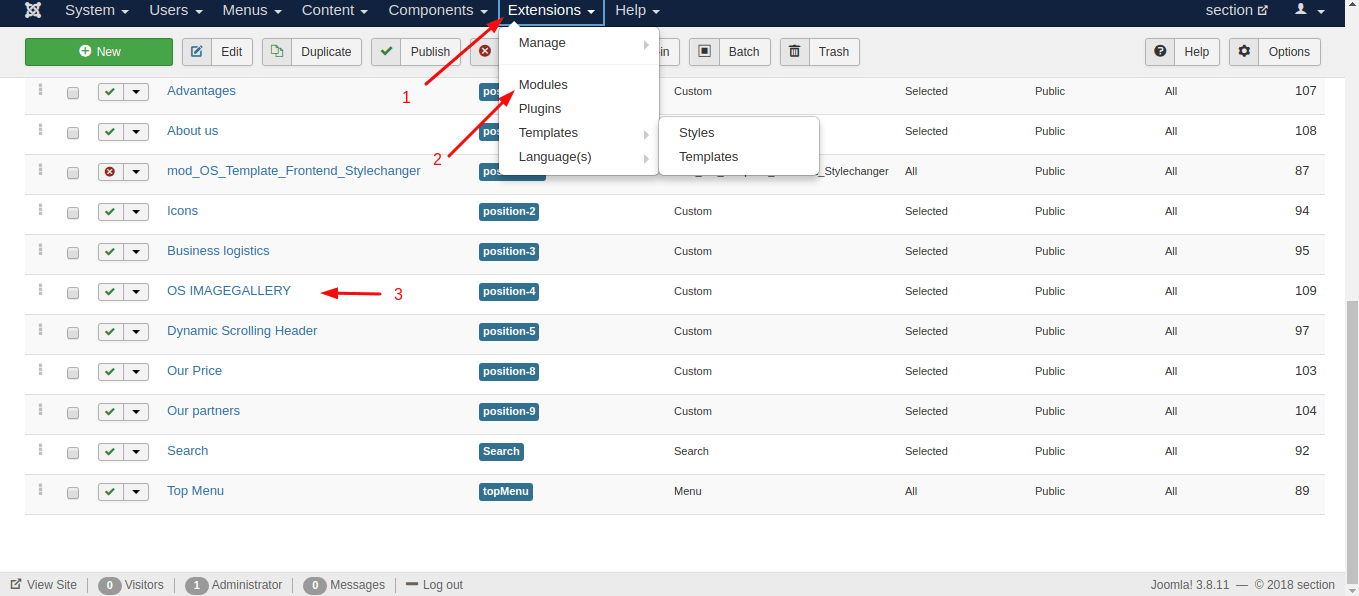 System Users Menus Content Components Extensions Help section
New Edit Duplicate Publish in Batch Trash Help Options
Manage
Modules
Plugins
Templates
Language(s)
Styles
Templates
1
2
3
Advantages pos Custom Selected Public All 107
About us pos Selected Public All 108
mod_OS_Template_Frontend_Stylechanger pos _Stylechanger All Public All 87
Icons position-2 Custom Selected Public All 94
Business logistics position-3 Custom Selected Public All 95
OS IMAGEGALLERY position-4 Custom Selected Public All 109
Dynamic Scrolling Header position-5 Custom Selected Public All 97
Our Price position-8 Custom Selected Public All 103
Our partners position-9 Custom Selected Public All 104
Search Search Search Selected Public All 92
Top Menu topMenu Menu All Public All 89
View Site 0 Visitors 1 Administrator 0 Messages Log out Joomla! 3.8.11 — © 2018 section